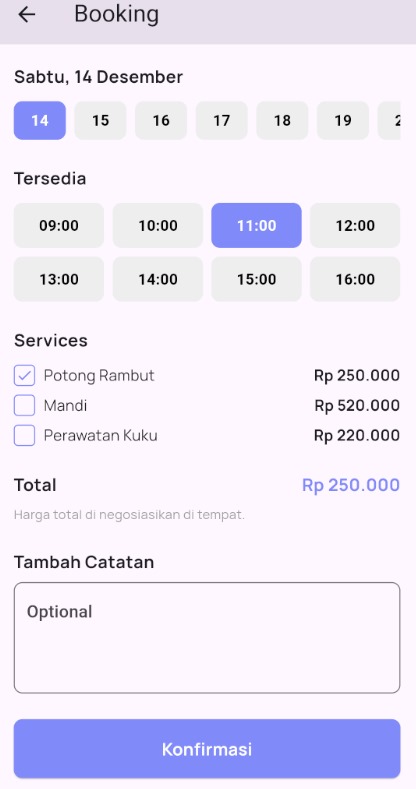 Booking
Sabtu, 14 Desember
14 15 16 17 18 19
Tersedia
09:00 10:00 11:00 12:00
13:00 14:00 15:00 16:00
Services
Potong Rambut Rp 250.000
Mandi Rp 520.000
Perawatan Kuku Rp 220.000
Total Rp 250.000
Harga total di negosiasikan di tempat.
Tambah Catatan
Optional
Konfirmasi